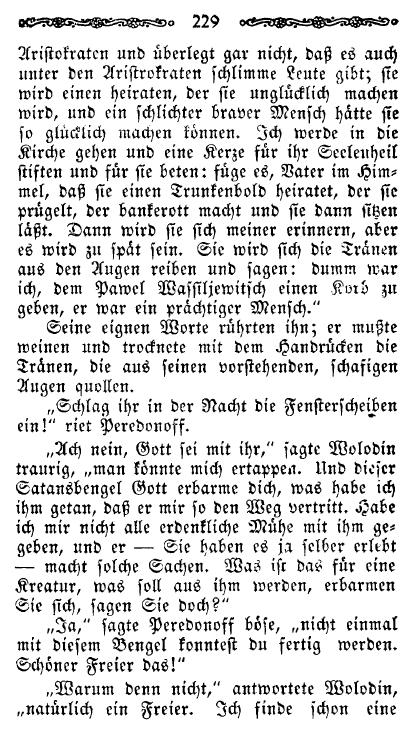 229
Aristokraten und überlegt gar nicht, daß es auch
unter den Aristrokraten schlimme Leute gibt; sie
wird einen heiraten, der sie unglücklich machen
wird, und ein schlichter braver Mensch hätte sie
so glücklich machen können. Ich werde in die
Kirche gehen und eine Kerze für ihr Seelenheil
stiften und für sie beten: füge es, Vater im Him-
mel, daß sie einen Trunkenbold heiratet, der sie
prügelt, der bankerott macht und sie dann sitzen
läßt. Dann wird sie sich meiner erinnern, aber
es wird zu spät sein. Sie wird sich die Tränen
aus den Augen reiben und sagen: dumm war
ich, dem Pawel Wassiljewitsch einen Korb zu
geben, er war ein prächtiger Mensch.“
Seine eignen Worte rührten ihn; er mußte
weinen und trocknete mit dem Handrücken die
Tränen, die aus seinen vorstehenden, schafigen
Augen quollen.
„Schlag ihr in der Nacht die Fensterscheiben
ein!“ riet Peredonoff.
„Ach nein, Gott sei mit ihr,“ sagte Wolodin
traurig, „man könnte mich ertappen. Und dieser
Satansbengel Gott erbarme dich, was habe ich
ihm getan, daß er mir so den Weg vertritt. Habe
ich mir nicht alle erdenkliche Mühe mit ihm ge-
geben, und er — Sie haben es ja selber erlebt
— macht solche Sachen. Was ist das für eine
Kreatur, was soll aus ihm werden, erbarmen
Sie sich, sagen Sie doch?“
„Ja,“ sagte Peredonoff böse, „nicht einmal
mit diesem Bengel konntest du fertig werden.
Schöner Freier das!“
„Warum denn nicht,“ antwortete Wolodin,
„natürlich ein Freier. Ich finde schon eine